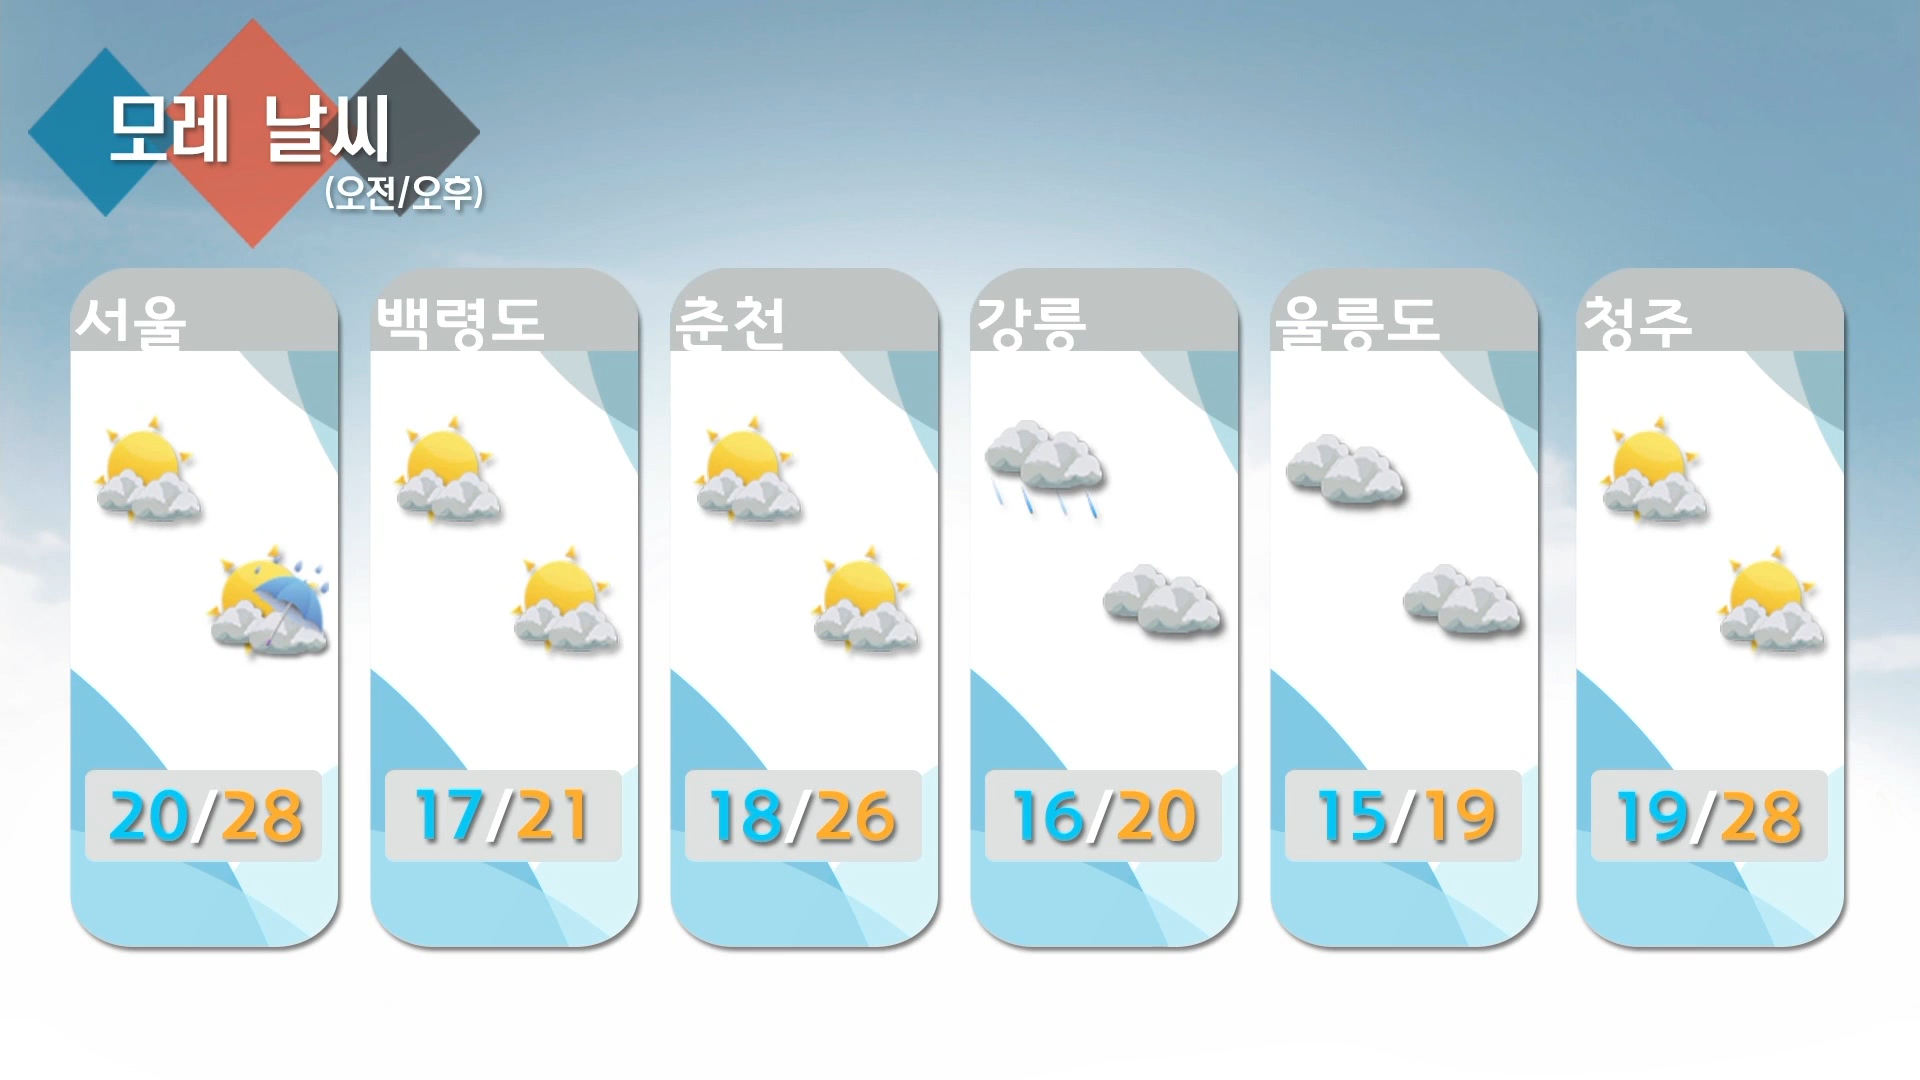 모레 날씨
(오전/오후)
서울
백령도
춘천
강릉
울릉도
청주
20/28
17/21
18/26
16/20
15/19
19/28